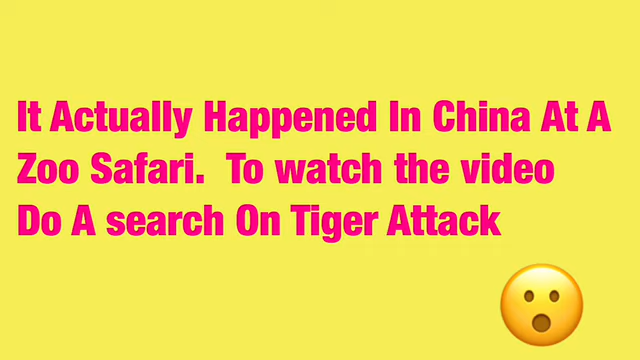 It Actually Happened In China At A
Zoo Safari.  To watch the video
Do A search On Tiger Attack